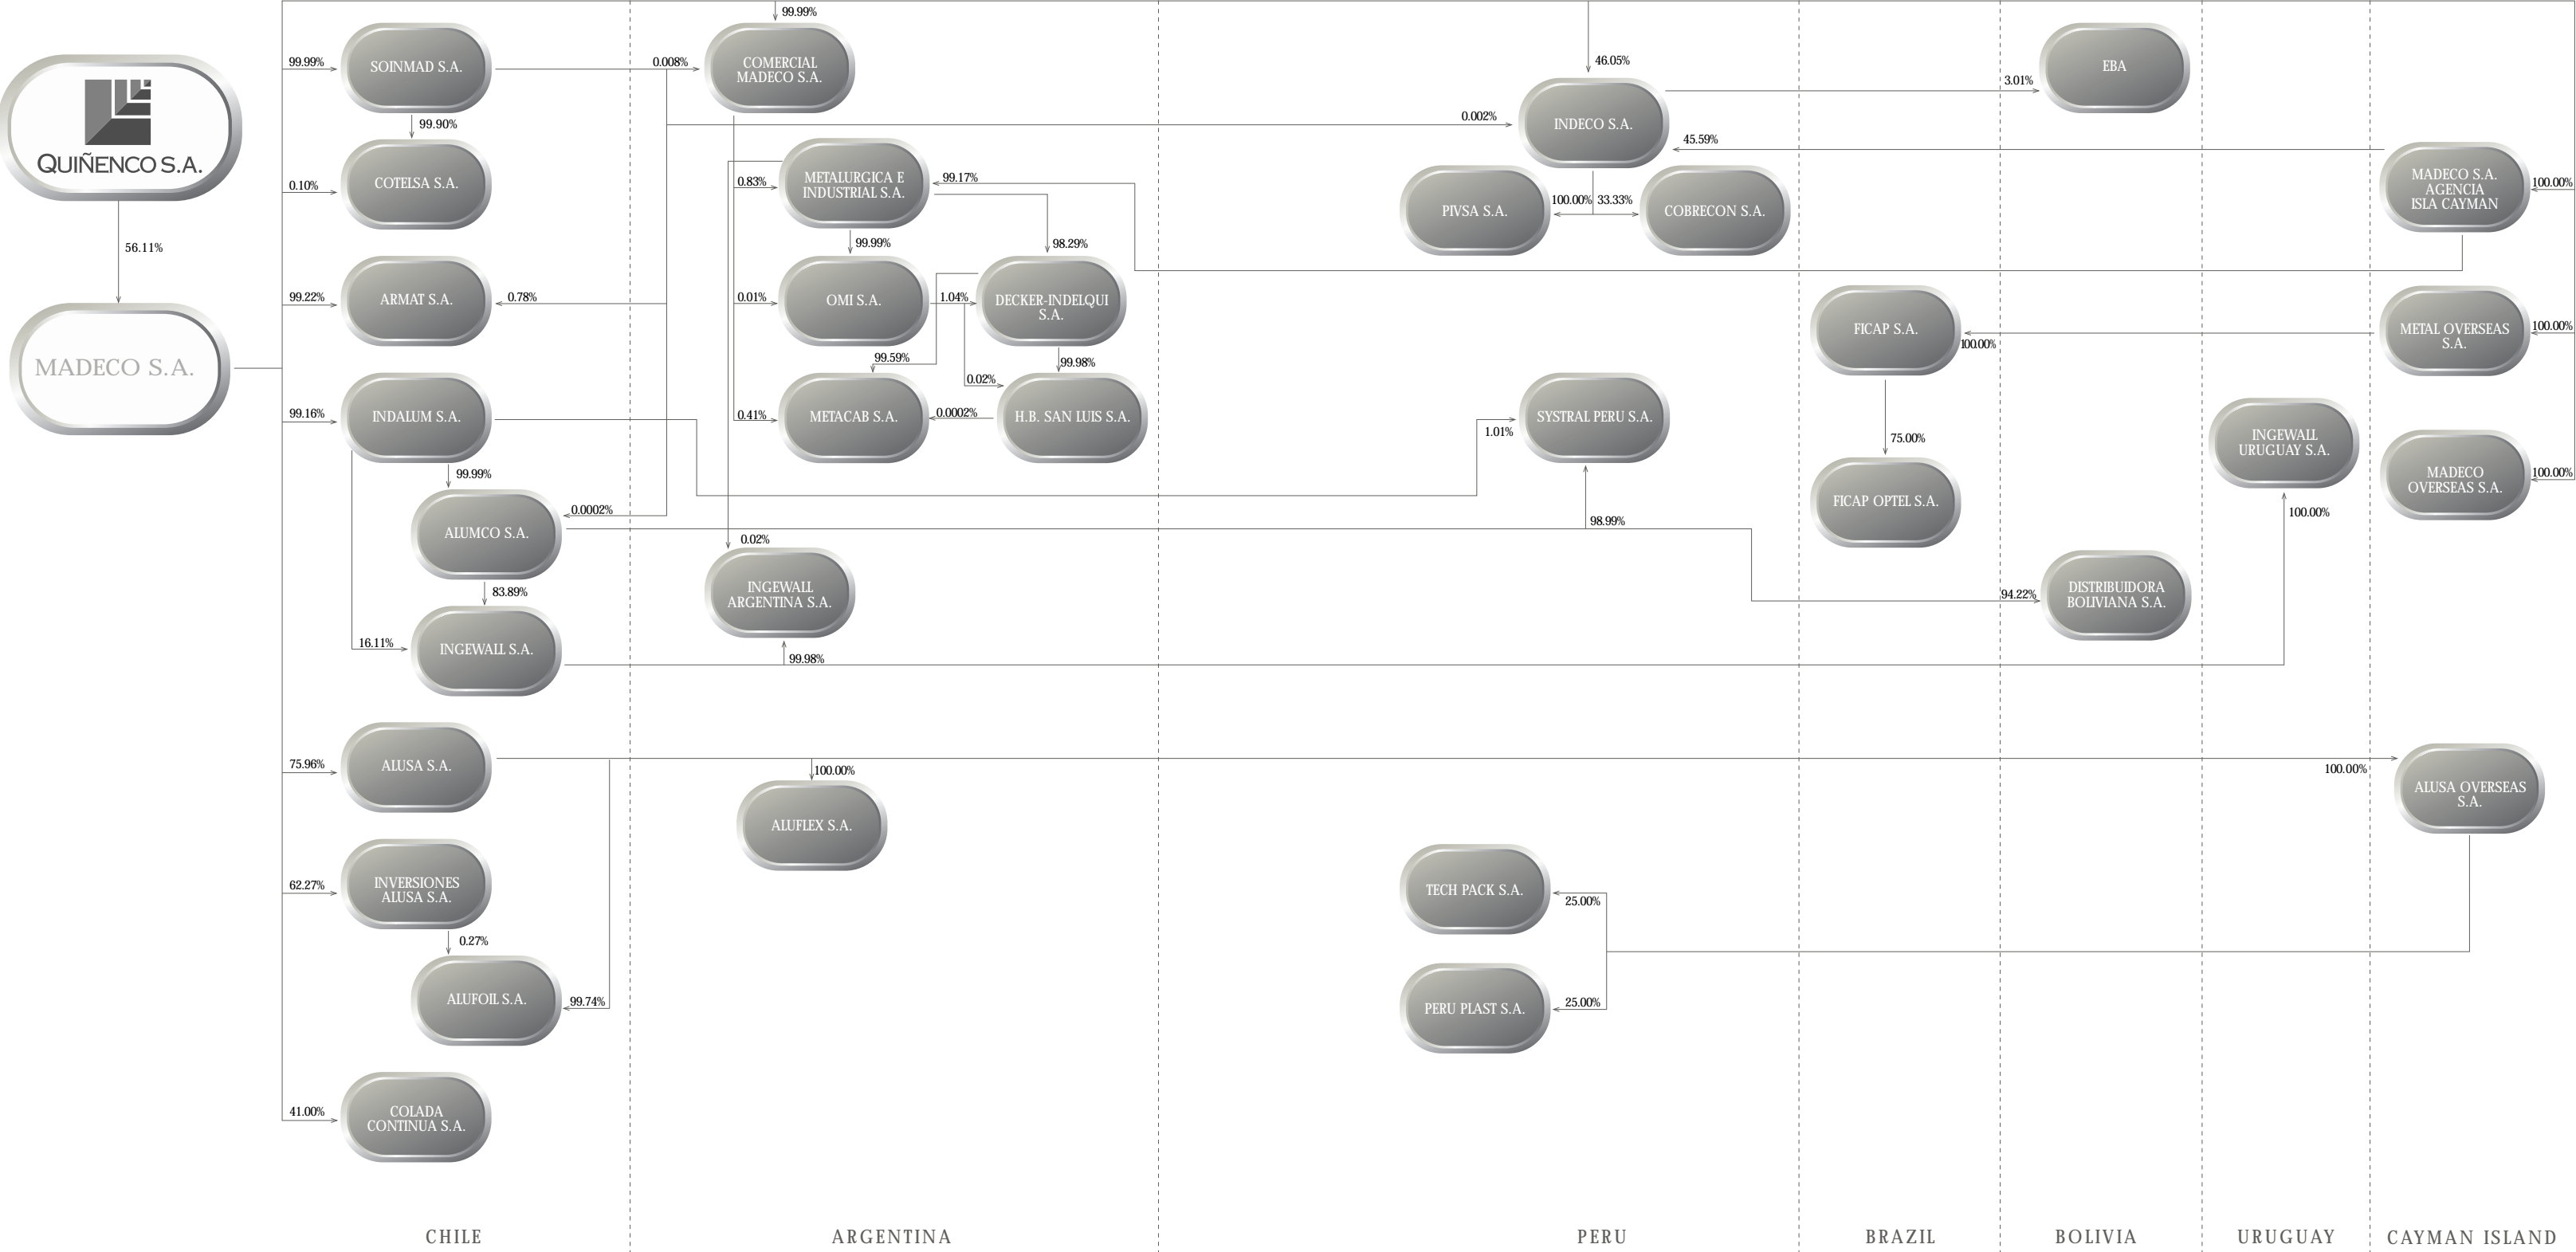 QUIÑENCO S.A.
56.11%
MADECO S.A.
99.99%
SOINMAD S.A.
99.90%
0.10%
COTELSA S.A.
99.22%
ARMAT S.A.
0.78%
99.16%
INDALUM S.A.
99.99%
ALUMCO S.A.
0.0002%
83.89%
16.11%
INGEWALL S.A.
75.96%
ALUSA S.A.
62.27%
INVERSIONES
ALUSA S.A.
0.27%
ALUFOIL S.A.
99.74%
41.00%
COLADA
CONTINUA S.A.
CHILE
99.99%
0.008%
COMERCIAL
MADECO S.A.
0.83%
METALURGICA E
INDUSTRIAL S.A.
99.17%
99.99%
98.29%
0.01%
OMI S.A.
1.04%
DECKER-INDELQUI
S.A.
99.59%
99.98%
0.02%
0.41%
METACAB S.A.
0.0002%
H.B. SAN LUIS S.A.
0.02%
INGEWALL
ARGENTINA S.A.
99.98%
100.00%
ALUFLEX S.A.
ARGENTINA
46.05%
0.002%
INDECO S.A.
45.59%
PIVSA S.A.
100.00%
33.33%
COBRECON S.A.
SYSTRAL PERU S.A.
1.01%
98.99%
TECH PACK S.A.
25.00%
PERU PLAST S.A.
25.00%
PERU
FICAP S.A.
100.00%
75.00%
FICAP OPTEL S.A.
BRAZIL
EBA
3.01%
94.22%
DISTRIBUIDORA
BOLIVIANA S.A.
BOLIVIA
INGEWALL
URUGUAY S.A.
100.00%
URUGUAY
MADECO S.A.
AGENCIA
ISLA CAYMAN
100.00%
METAL OVERSEAS
S.A.
100.00%
MADECO
OVERSEAS S.A.
100.00%
100.00%
ALUSA OVERSEAS
S.A.
CAYMAN ISLAND